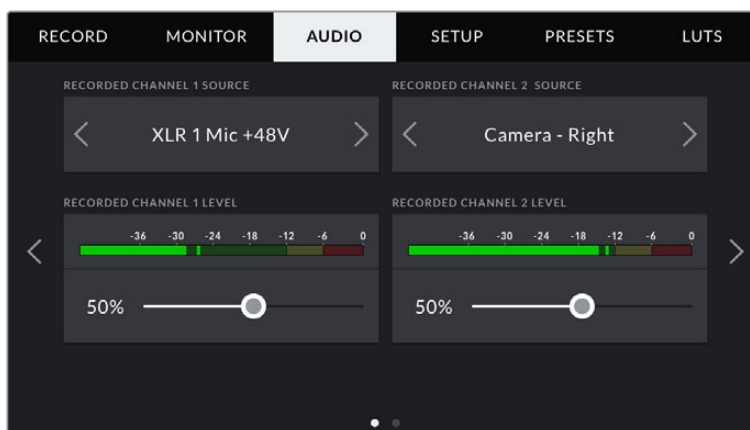 RECORD MONITOR AUDIO SETUP PRESETS LUTS
RECORDED CHANNEL 1 SOURCE RECORDED CHANNEL 2 SOURCE
XLR 1 Mic +48V Camera - Right
RECORDED CHANNEL 1 LEVEL RECORDED CHANNEL 2 LEVEL
-36 -30 -24 -18 -12 -6 0 -36 -30 -24 -18 -12 -6 0
50% 50%